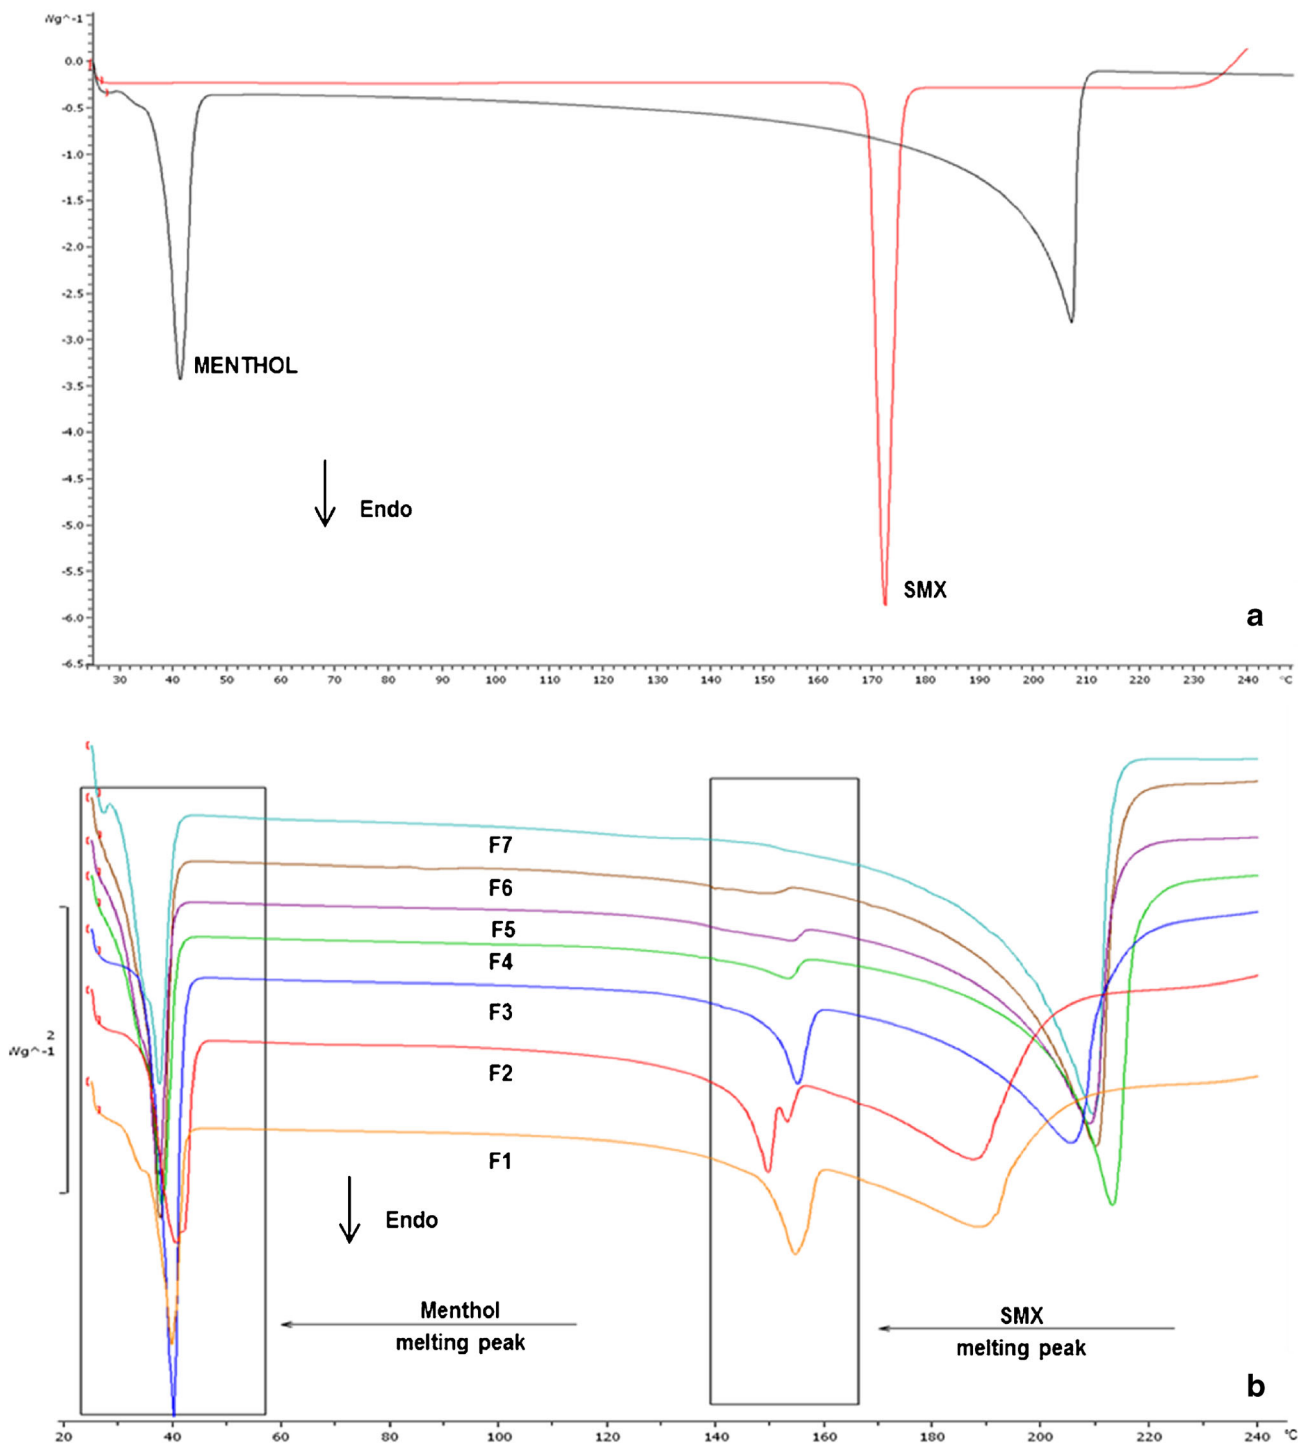 Wg^-1
0.0
-0.5
-1.0
-1.5
-2.0
-2.5
-3.0
-3.5
-4.0
-4.5
-5.0
-5.5
-6.0
-6.5
MENTHOL
Endo
SMX
a
30 40 50 60 70 80 90 100 110 120 130 140 150 160 170 180 190 200 210 220 230 240 °C
F7
F6
F5
F4
F3
F2
F1
2
Wg^-1
Endo
Menthol
melting peak
SMX
melting peak
b
20 40 60 80 100 120 140 160 180 200 220 240 °C